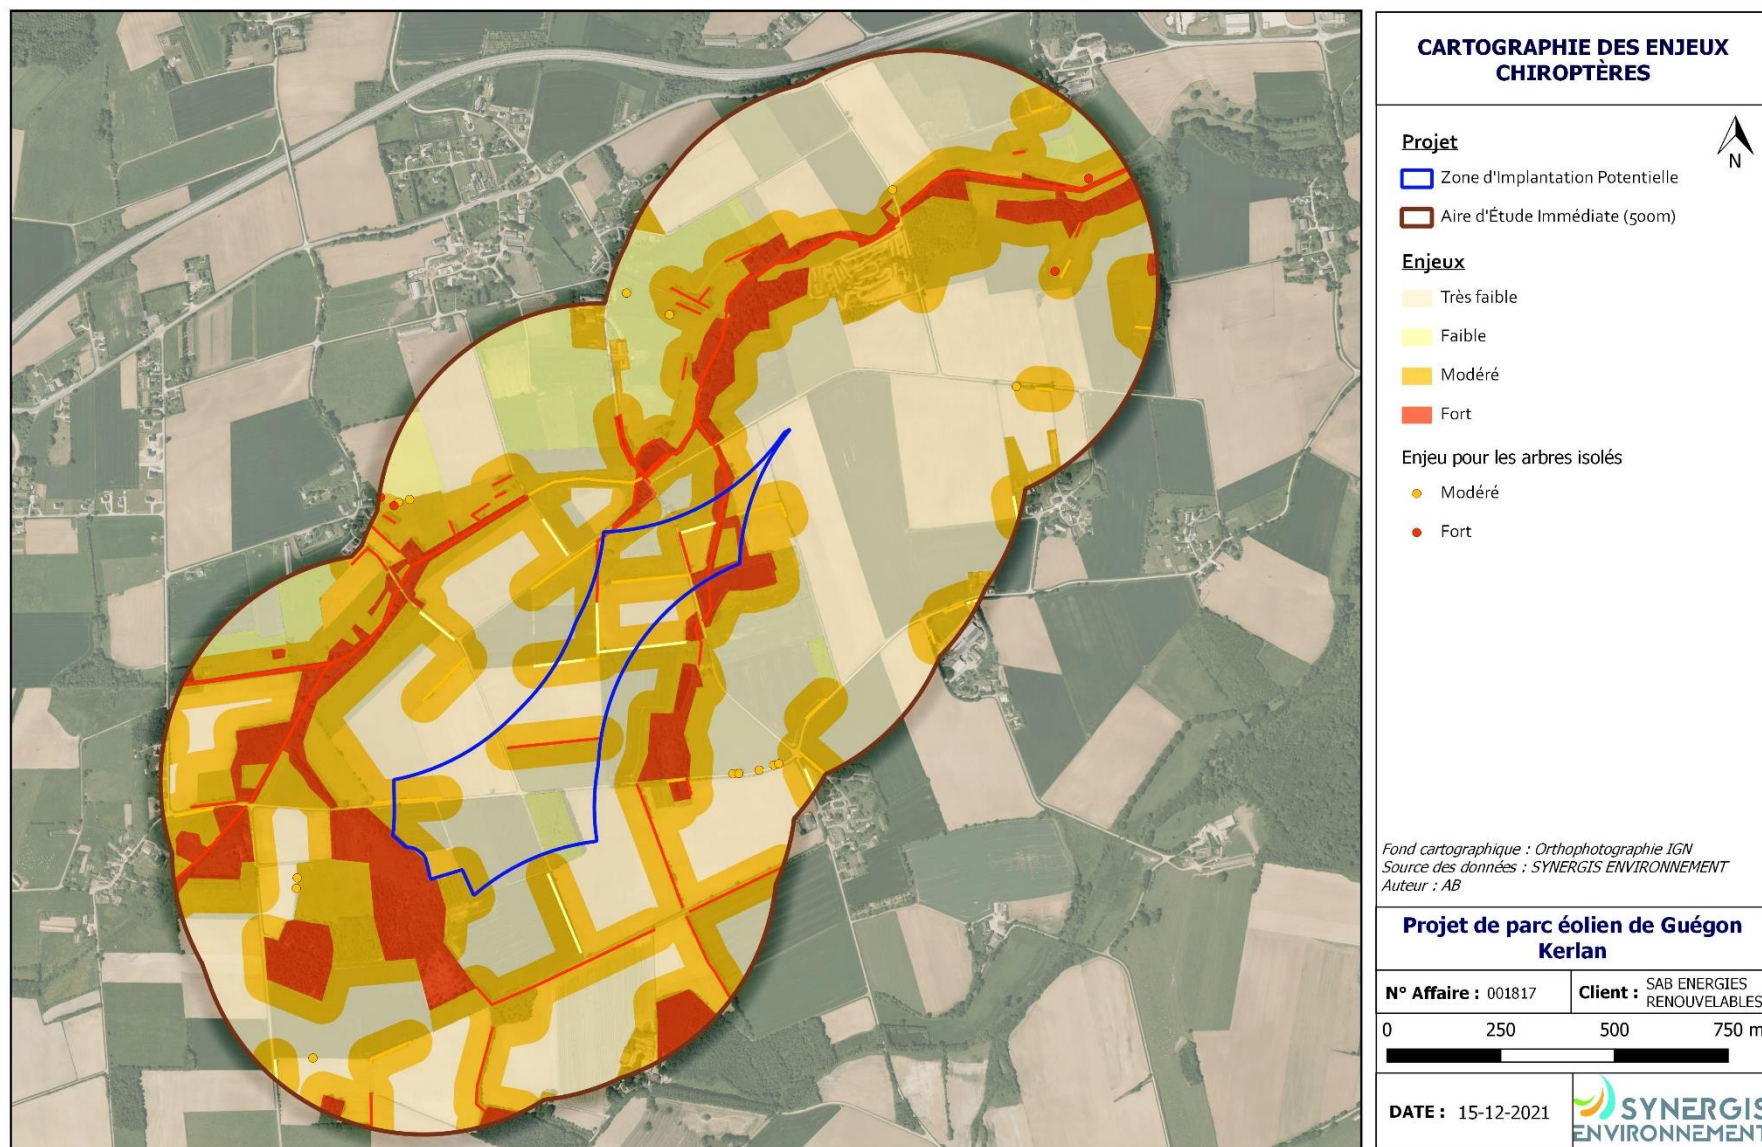 CARTOGRAPHIE DES ENJEUX
CHIROPTÈRES
N
Projet
Zone d'Implantation Potentielle
Aire d'Étude Immédiate (500m)
Enjeux
Très faible
Faible
Modéré
Fort
Enjeu pour les arbres isolés
Modéré
Fort
Fond cartographique : Orthophotographie IGN
Source des données : SYNERGIS ENVIRONNEMENT
Auteur : AB
Projet de parc éolien de Guégon
Kerlan
N° Affaire : 001817
Client : SAB ENERGIES
RENOUVELABLES
0 250 500 750 m
DATE : 15-12-2021
SYNERGIS
ENVIRONNEMENT